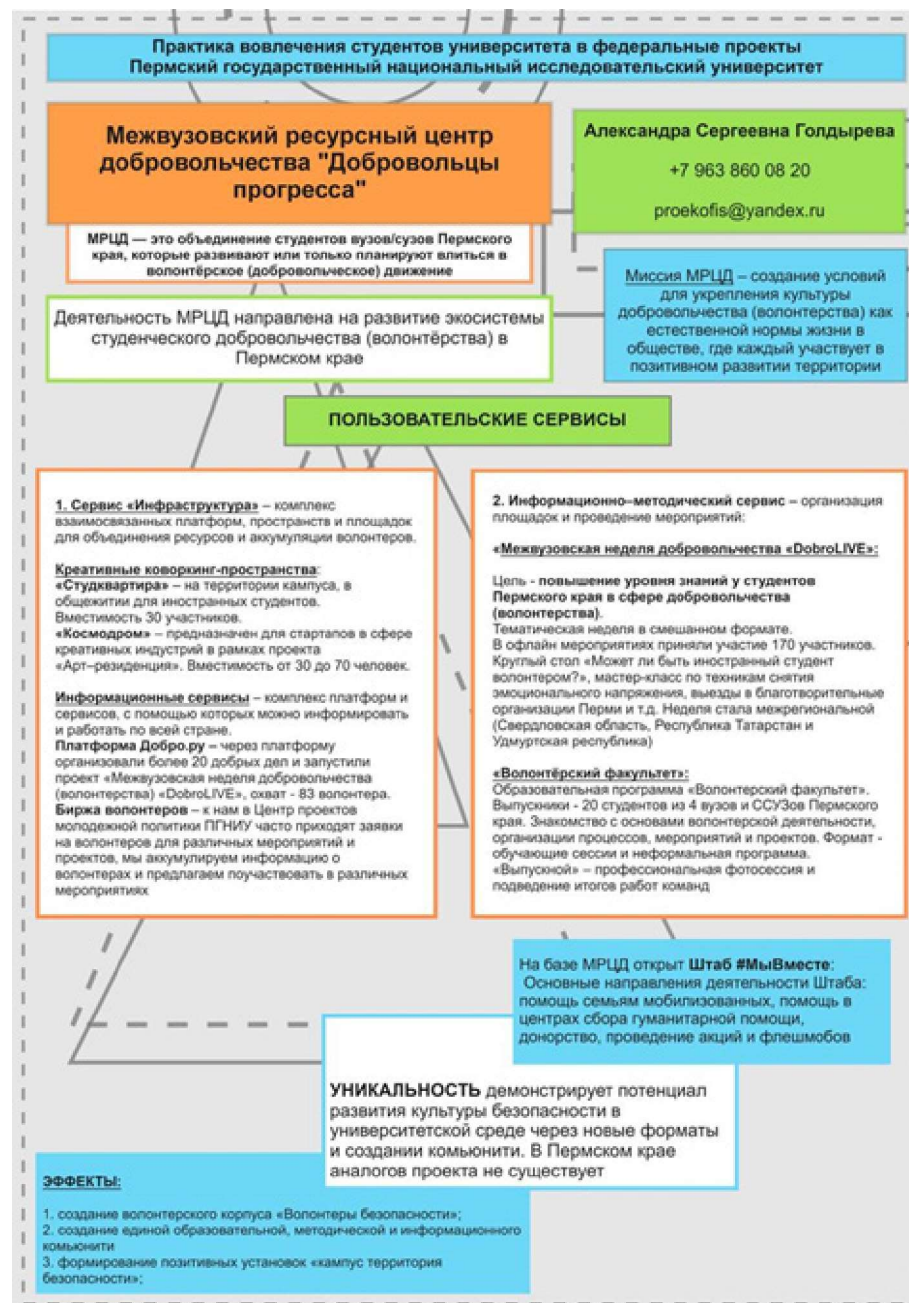 Практика вовлечения студентов университета в федеральные проекты
Пермский государственный национальный исследовательский университет
Межвузовский ресурсный центр
добровольчества "Добровольцы
прогресса"
Александра Сергеевна Голдырева
+7 963 860 08 20
proekofis@yandex.ru
МРЦД — это объединение студентов вузов/сузов Пермского
края, которые развивают или только планируют влиться в
волонтёрское (добровольческое) движение
Миссия МРЦД – создание условий
для укрепления культуры
добровольчества (волонтерства) как
естественной нормы жизни в
обществе, где каждый участвует в
позитивном развитии территории
Деятельность МРЦД направлена на развитие экосистемы
студенческого добровольчества (волонтёрства) в
Пермском крае
ПОЛЬЗОВАТЕЛЬСКИЕ СЕРВИСЫ
1. Сервис «Инфраструктура» – комплекс
взаимосвязанных платформ, пространств и площадок
для объединения ресурсов и аккумуляции волонтеров.
Креативные коворкинг-пространства:
«Студквартира» – на территории кампуса, в
общежитии для иностранных студентов.
Вместимость 30 участников.
«Космодром» – предназначен для стартапов в сфере
креативных индустрий в рамках проекта
«Арт–резиденция». Вместимость от 30 до 70 человек.
Информационные сервисы – комплекс платформ и
сервисов, с помощью которых можно информировать
и работать по всей стране.
Платформа Добро.ру – через платформу
организовали более 20 добрых дел и запустили
проект «Межвузовская неделя добровольчества
(волонтерства) «DobroLIVE», охват - 83 волонтера.
Биржа волонтеров – к нам в Центр проектов
молодежной политики ПГНИУ часто приходят заявки
на волонтеров для различных мероприятий и
проектов, мы аккумулируем информацию о
волонтерах и предлагаем поучаствовать в различных
мероприятиях
2. Информационно–методический сервис – организация
площадок и проведение мероприятий:
«Межвузовская неделя добровольчества «DobroLIVE»:
Цель - повышение уровня знаний у студентов
Пермского края в сфере добровольчества
(волонтерства).
Тематическая неделя в смешанном формате.
В офлайн мероприятиях приняли участие 170 участников.
Круглый стол «Может ли быть иностранный студент
волонтером?», мастер-класс по техникам снятия
эмоционального напряжения, выезды в благотворительные
организации Перми и т.д. Неделя стала межрегиональной
(Свердловская область, Республика Татарстан и
Удмуртская республика)
«Волонтёрский факультет»:
Образовательная программа «Волонтерский факультет».
Выпускники - 20 студентов из 4 вузов и ССУЗов Пермского
края. Знакомство с основами волонтерской деятельности,
организации процессов, мероприятий и проектов. Формат -
обучающие сессии и неформальная программа.
«Выпускной» – профессиональная фотосессия и
подведение итогов работ команд
На базе МРЦД открыт Штаб #МыВместе:
Основные направления деятельности Штаба:
помощь семьям мобилизованных, помощь в
центрах сбора гуманитарной помощи,
донорство, проведение акций и флешмобов
УНИКАЛЬНОСТЬ демонстрирует потенциал
развития культуры безопасности в
университетской среде через новые форматы
и создании комьюнити. В Пермском крае
аналогов проекта не существует
ЭФФЕКТЫ:
1. создание волонтерского корпуса «Волонтеры безопасности»;
2. создание единой образовательной, методической и информационного
комьюнити
3. формирование позитивных установок «кампус территория
безопасности»;